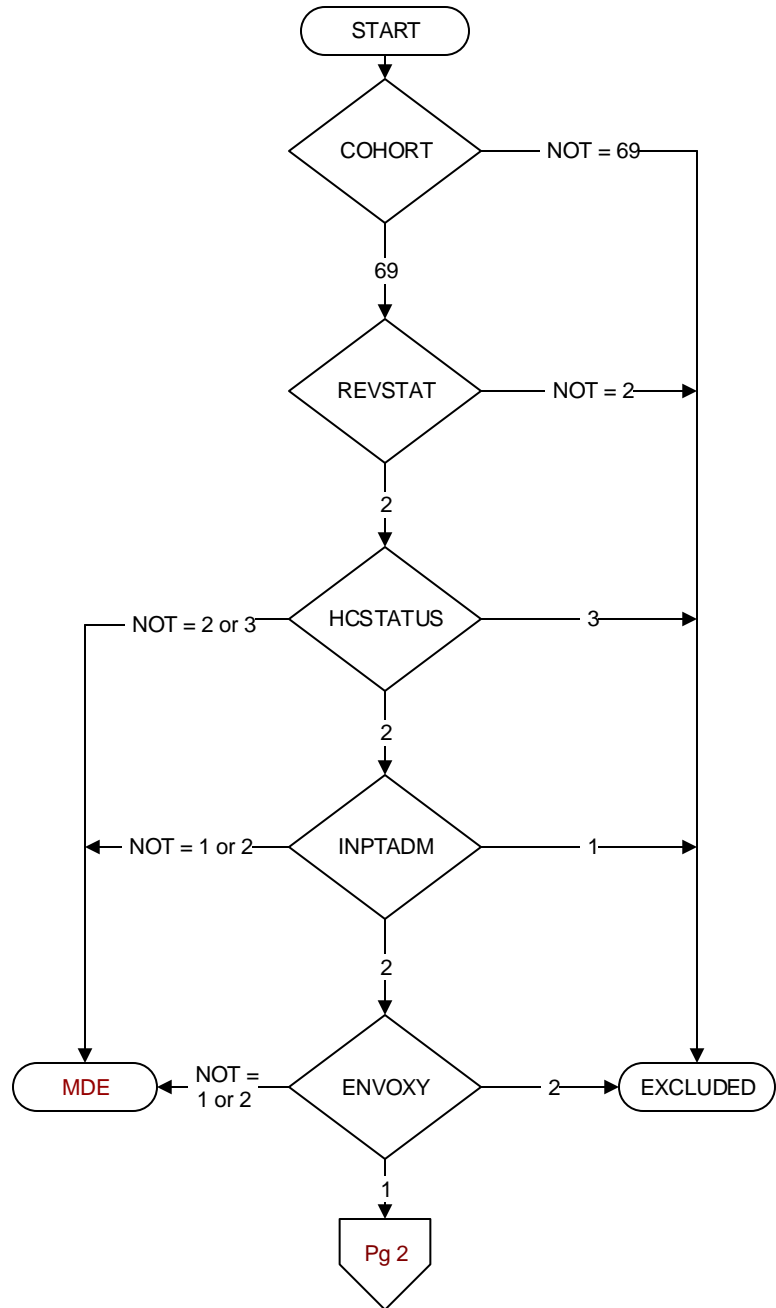 START
COHORT
NOT = 69
69
REVSTAT
NOT = 2
2
NOT = 2 or 3
HCSTATUS
3
2
NOT = 1 or 2
INPTADM
1
2
MDE
NOT =
1 or 2
ENVOXY
2
EXCLUDED
1
Pg 2